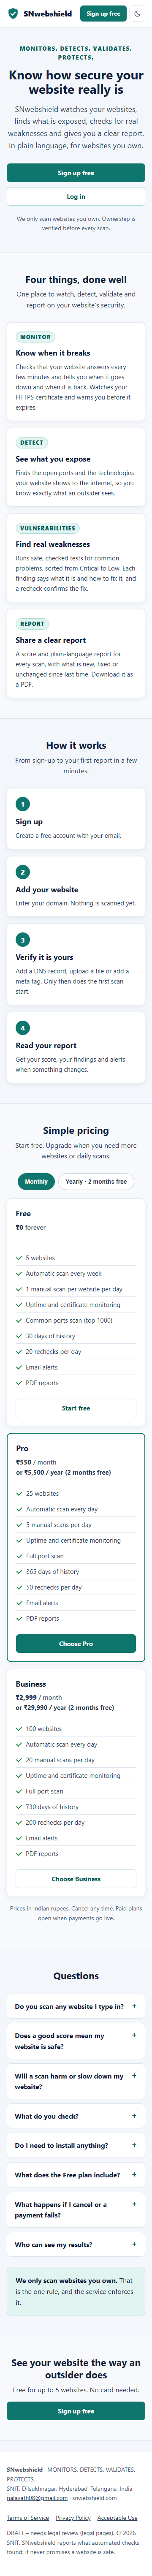 SNwebshield Sign up free
MONITORS. DETECTS. VALIDATES.
PROTECTS.
Know how secure your
website really is
SNwebshield watches your websites,
finds what is exposed, checks for real
weaknesses and gives you a clear report.
In plain language, for websites you own.
Sign up free
Log in
We only scan websites you own. Ownership is
verified before every scan.
Four things, done well
One place to watch, detect, validate and
report on your website's security.
MONITOR
Know when it breaks
Checks that your website answers every
few minutes and tells you when it goes
down and when it is back. Watches your
HTTPS certificate and warns you before it
expires.
DETECT
See what you expose
Finds the open ports and the technologies
your website shows to the internet, so you
know exactly what an outsider sees.
VULNERABILITIES
Find real weaknesses
Runs safe, checked tests for common
problems, sorted from Critical to Low. Each
finding says what it is and how to fix it, and
a recheck confirms the fix.
REPORT
Share a clear report
A score and plain-language report for
every scan, with what is new, fixed or
unchanged since last time. Download it as
a PDF.
How it works
From sign-up to your first report in a few
minutes.
1
Sign up
Create a free account with your email.
2
Add your website
Enter your domain. Nothing is scanned yet.
3
Verify it is yours
Add a DNS record, upload a file or add a
meta tag. Only then does the first scan
start.
4
Read your report
Get your score, your findings and alerts
when something changes.
Simple pricing
Start free. Upgrade when you need more
websites or daily scans.
Monthly Yearly · 2 months free
Free
₹0 forever
5 websites
Automatic scan every week
1 manual scan per website per day
Uptime and certificate monitoring
Common ports scan (top 1000)
30 days of history
20 rechecks per day
Email alerts
PDF reports
Start free
Pro
₹550 / month
or ₹5,500 / year (2 months free)
25 websites
Automatic scan every day
5 manual scans per day
Uptime and certificate monitoring
Full port scan
365 days of history
50 rechecks per day
Email alerts
PDF reports
Choose Pro
Business
₹2,999 / month
or ₹29,990 / year (2 months free)
100 websites
Automatic scan every day
20 manual scans per day
Uptime and certificate monitoring
Full port scan
730 days of history
200 rechecks per day
Email alerts
PDF reports
Choose Business
Prices in Indian rupees. Cancel any time. Paid plans
open when payments go live.
Questions
Do you scan any website I type in? +
Does a good score mean my +
website is safe?
Will a scan harm or slow down my +
website?
What do you check? +
Do I need to install anything? +
What does the Free plan include? +
What happens if I cancel or a +
payment fails?
Who can see my results? +
We only scan websites you own. That
is the one rule, and the service enforces
it.
See your website the way an
outsider does
Free for up to 5 websites. No card needed.
Sign up free
SNwebshield · MONITORS. DETECTS. VALIDATES.
PROTECTS.
SNIT, Dilsukhnagar, Hyderabad, Telangana, India
nalavath08@gmail.com · snwebshield.com
Terms of Service Privacy Policy Acceptable Use
DRAFT – needs legal review (legal pages). © 2026
SNIT. SNwebshield reports what automated checks
found; it never promises a website is safe.